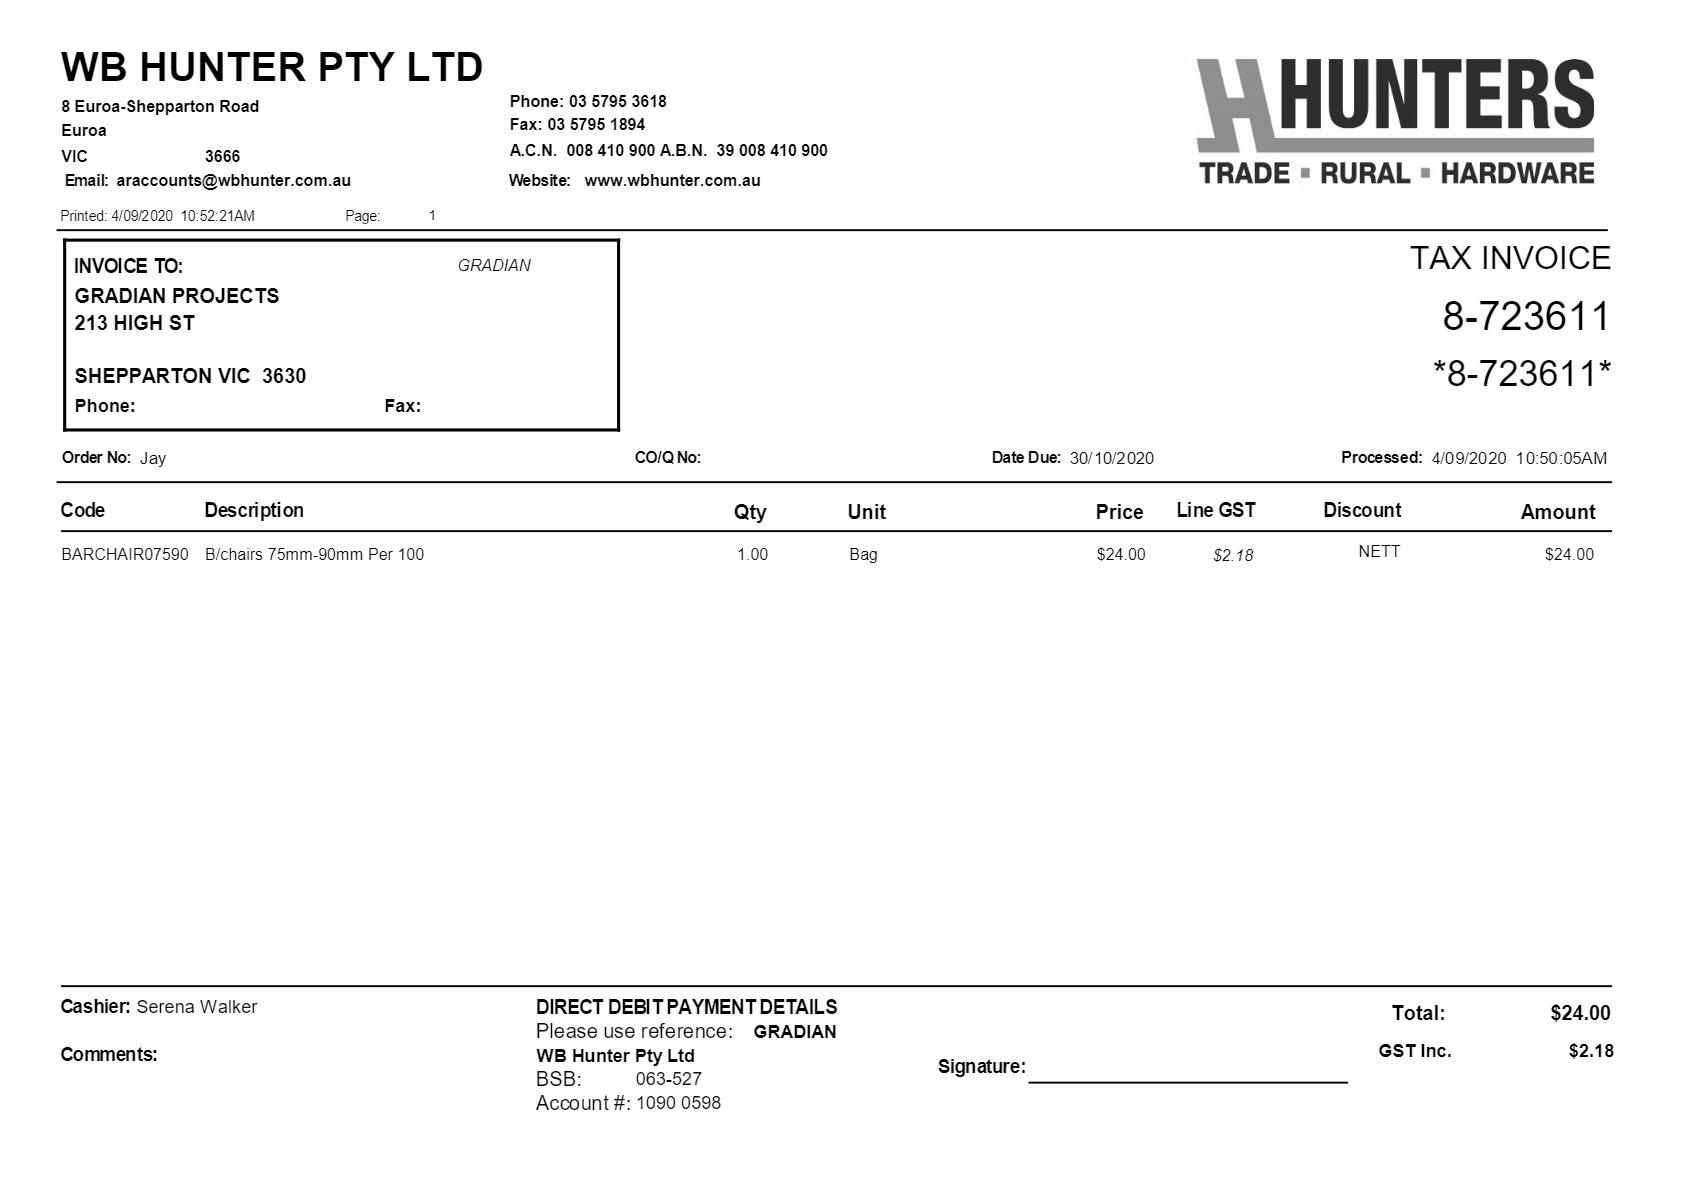 WB HUNTER PTY LTD
8 Euroa-Shepparton Road
Euroa
VIC 3666
Email: araccounts@wbhunter.com.au
Phone: 03 5795 3618
Fax: 03 5795 1894
A.C.N. 008 410 900 A.B.N. 39 008 410 900
Website: www.wbhunter.com.au
HUNTERS
TRADE ▪ RURAL ▪ HARDWARE
Printed: 4/09/2020 10:52:21AM Page: 1
INVOICE TO: GRADIAN
GRADIAN PROJECTS
213 HIGH ST
SHEPPARTON VIC 3630
Phone: Fax:
TAX INVOICE
8-723611
*8-723611*
Order No: Jay CO/Q No: Date Due: 30/10/2020 Processed: 4/09/2020 10:50:05AM
Code Description Qty Unit Price Line GST Discount Amount
BARCHAIR07590 B/chairs 75mm-90mm Per 100 1.00 Bag $24.00 $2.18 NETT $24.00
Cashier: Serena Walker
Comments:
DIRECT DEBIT PAYMENT DETAILS
Please use reference: GRADIAN
WB Hunter Pty Ltd
BSB: 063-527
Account #: 1090 0598
Signature:
Total: $24.00
GST Inc. $2.18